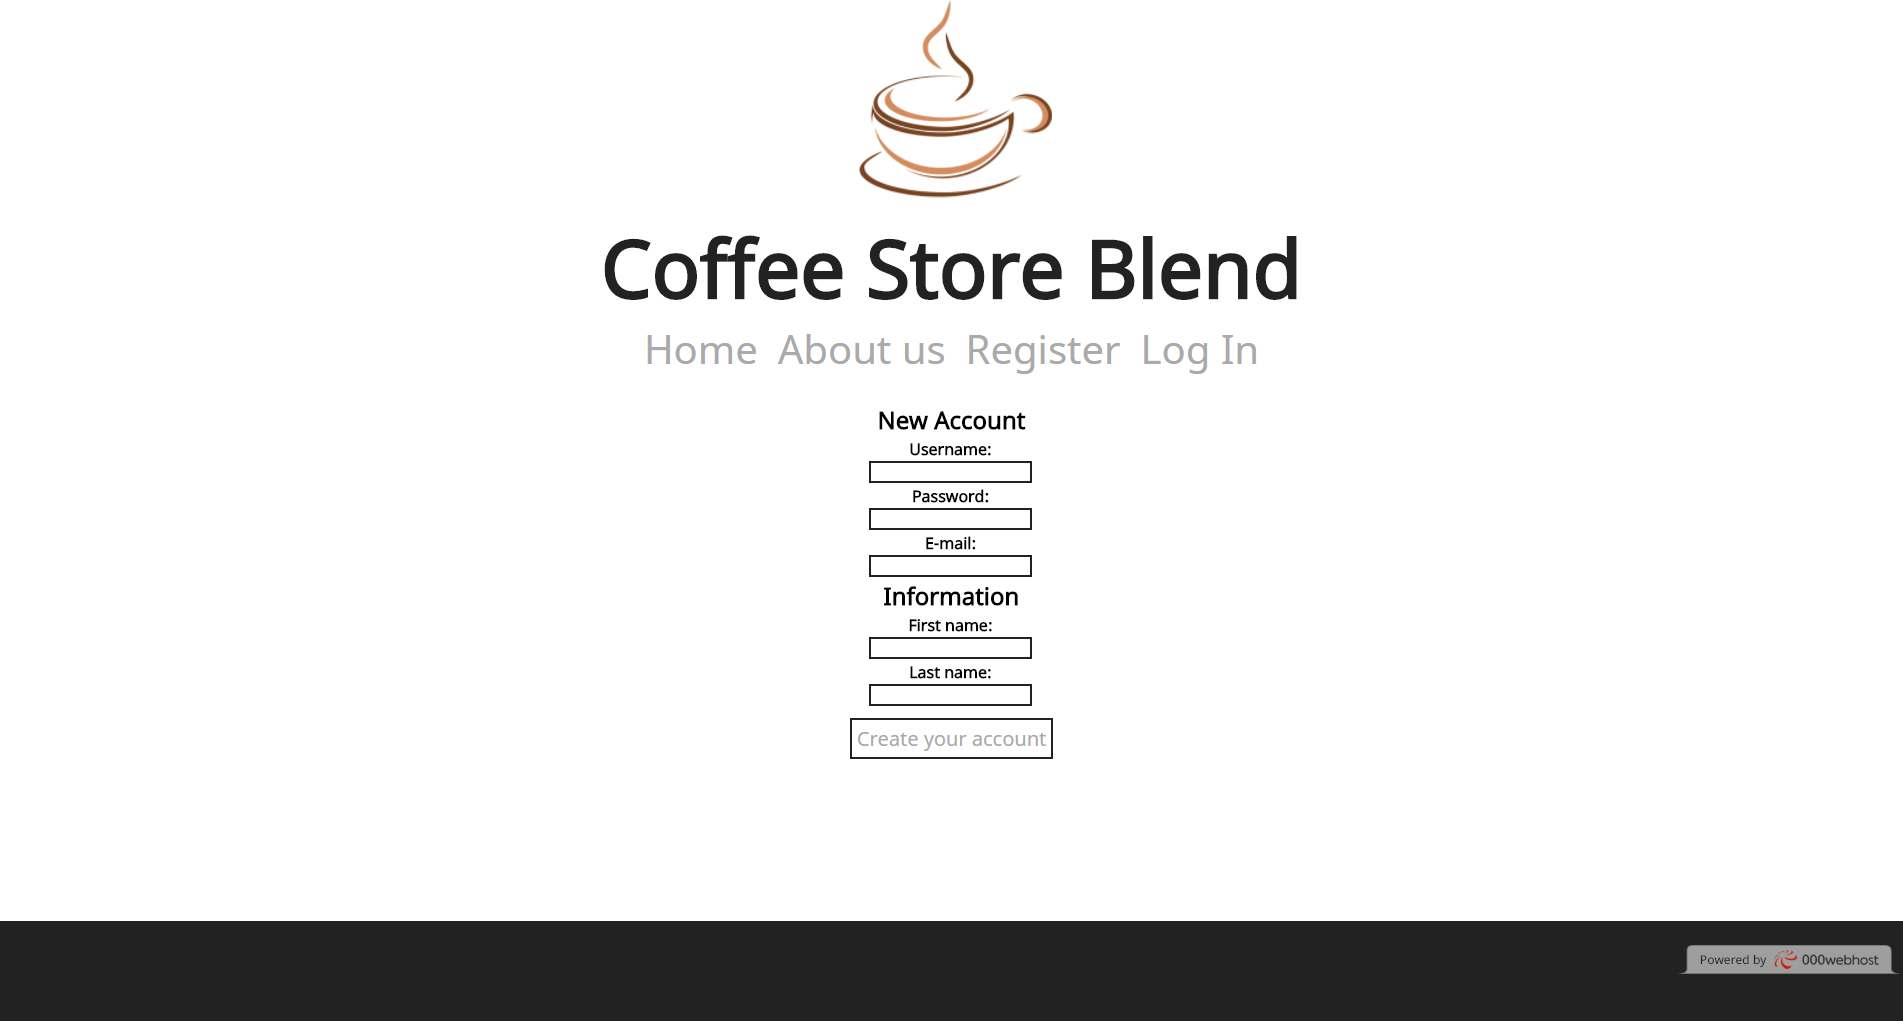 Coffee Store Blend
Home About us Register Log In
New Account
Username:
Password:
E-mail:
Information
First name:
Last name:
Create your account
Powered by 000webhost